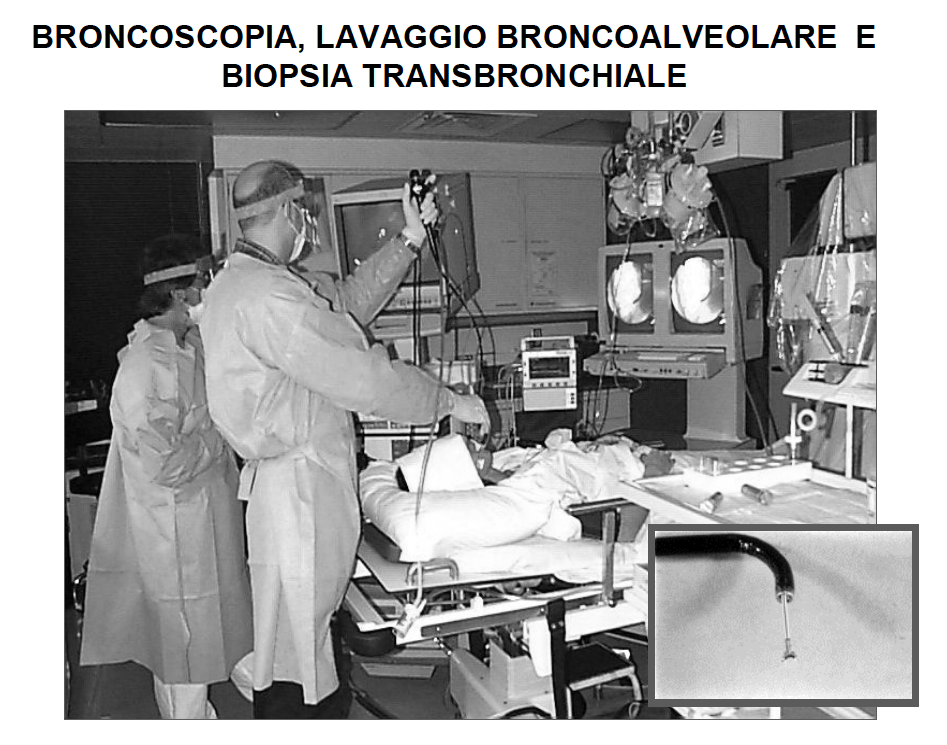 BRONCOSCOPIA, LAVAGGIO BRONCOALVEOLARE E
BIOPSIA TRANSBRONCHIALE